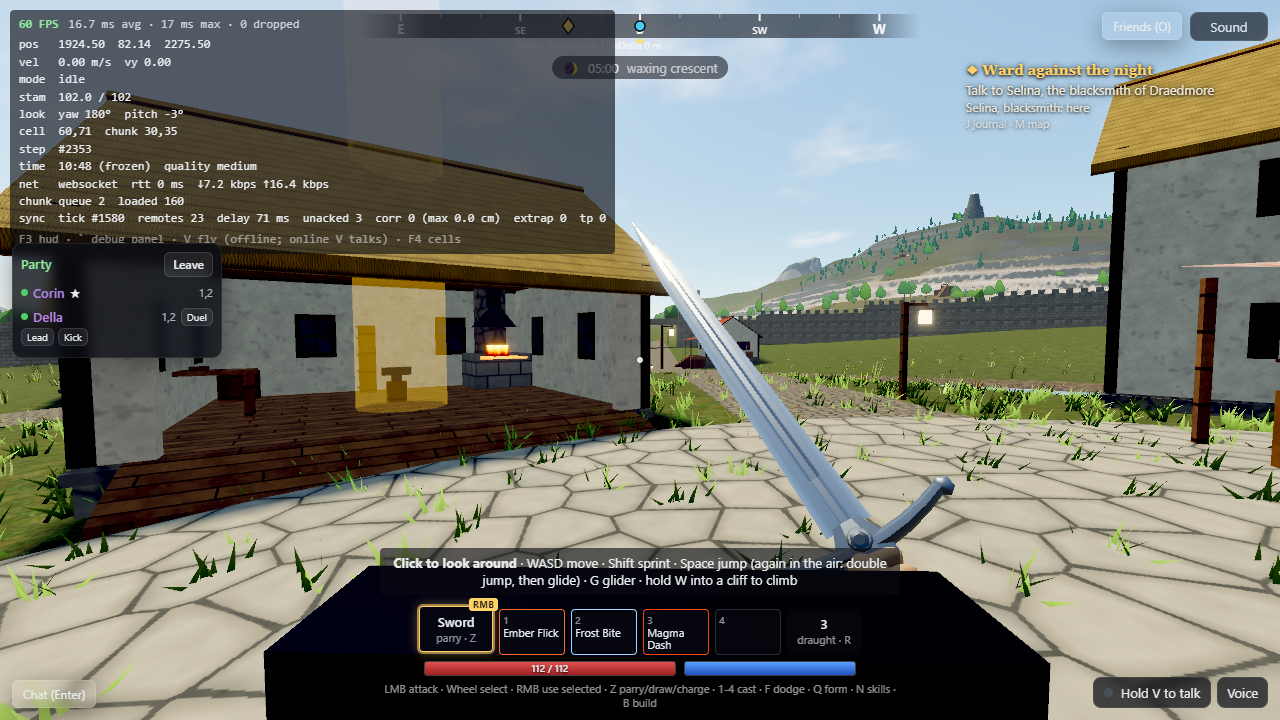 60 FPS 16.7 ms avg · 17 ms max · 0 dropped
pos 1924.50 82.14 2275.50
vel 0.00 m/s vy 0.00
mode idle
stam 102.0 / 102
look yaw 180° pitch -3°
cell 60,71 chunk 30,35
step #2353
time 10:48 (frozen) quality medium
net websocket rtt 0 ms ↓7.2 kbps ↑16.4 kbps
chunk queue 2 loaded 160
sync tick #1580 remotes 23 delay 71 ms unacked 3 corr 0 (max 0.0 cm) extrap 0 tp 0
F3 hud · ` debug panel · V fly (offline; online V talks) · F4 cells
E SE SW W
Della 0 m
05:00 waxing crescent
Friends (O)
Sound
◆ Ward against the night
Talk to Selina, the blacksmith of Draedmore
Selina, blacksmith: here
J journal · M map
Party
Leave
Corin ★ 1,2
Della 1,2 Duel
Lead Kick
Click to look around · WASD move · Shift sprint · Space jump (again in the air: double
jump, then glide) · G glider · hold W into a cliff to climb
RMB
Sword
parry · Z
1
Ember Flick
2
Frost Bite
3
Magma
Dash
4
3
draught · R
112 / 112
LMB attack · Wheel select · RMB use selected · Z parry/draw/charge · 1-4 cast · F dodge · Q form · N skills ·
B build
Chat (Enter)
Hold V to talk
Voice